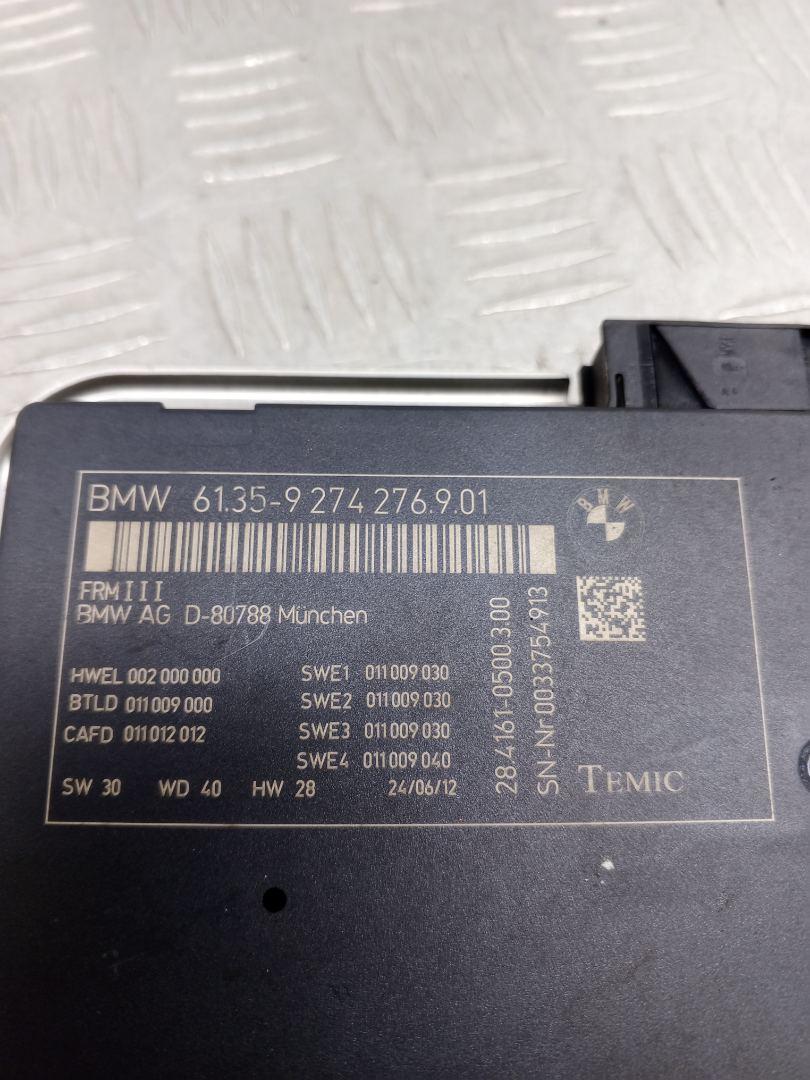 BMW 61.35-9 274 276.9.01
BMW
FRMIII
BMW AG D-80788 München
HWEL 002 000 000
BTLD 011 009 000
CAFD 011 012 012
SWE1 011 009 030
SWE2 011 009 030
SWE3 011 009 030
SWE4 011 009 040
SW 30 WD 40 HW 28 24/06/12
28.4161-0500 3.00
SN-Nr 0033754913
TEMIC